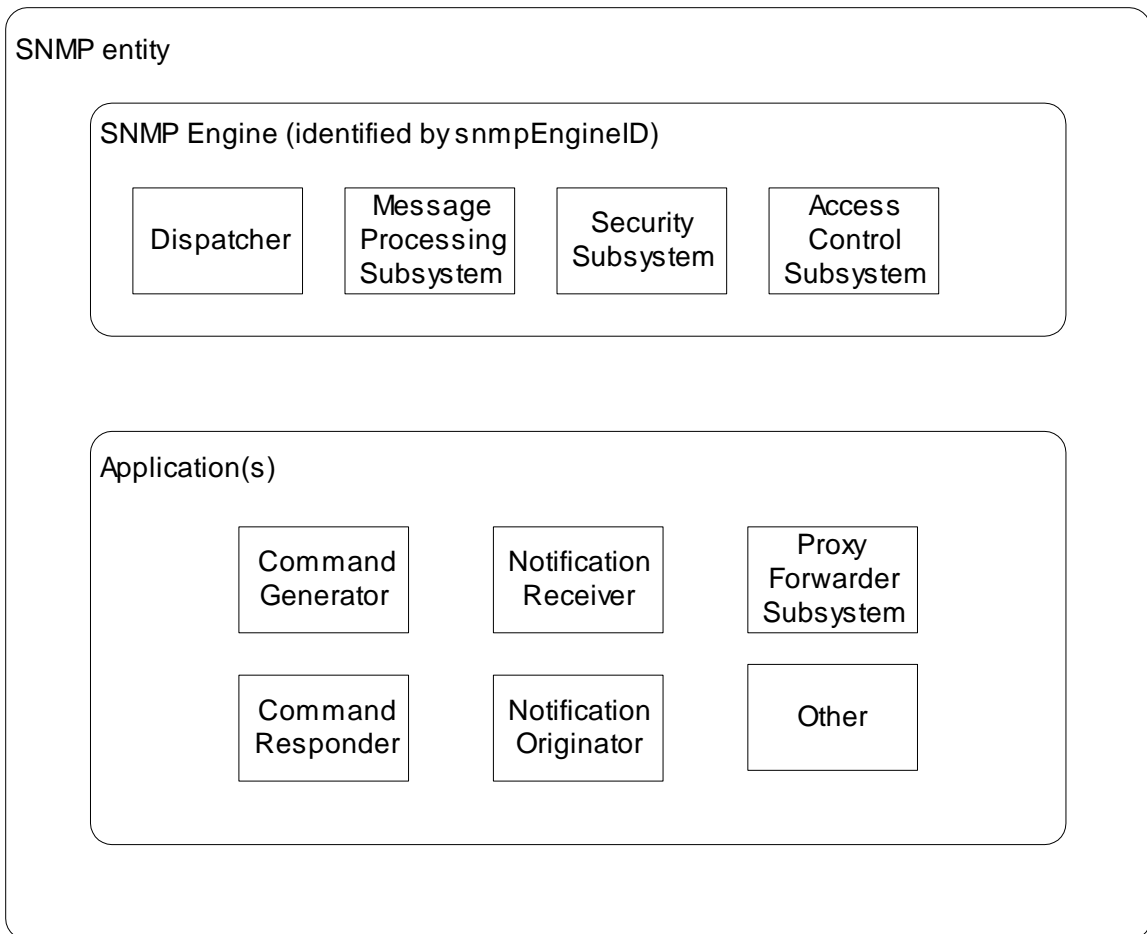 SNMP entity
SNMP Engine (identified by snmpEngineID)
Dispatcher
Message
Processing
Subsystem
Security
Subsystem
Access
Control
Subsystem
Application(s)
Command
Generator
Notification
Receiver
Proxy
Forwarder
Subsystem
Command
Responder
Notification
Originator
Other